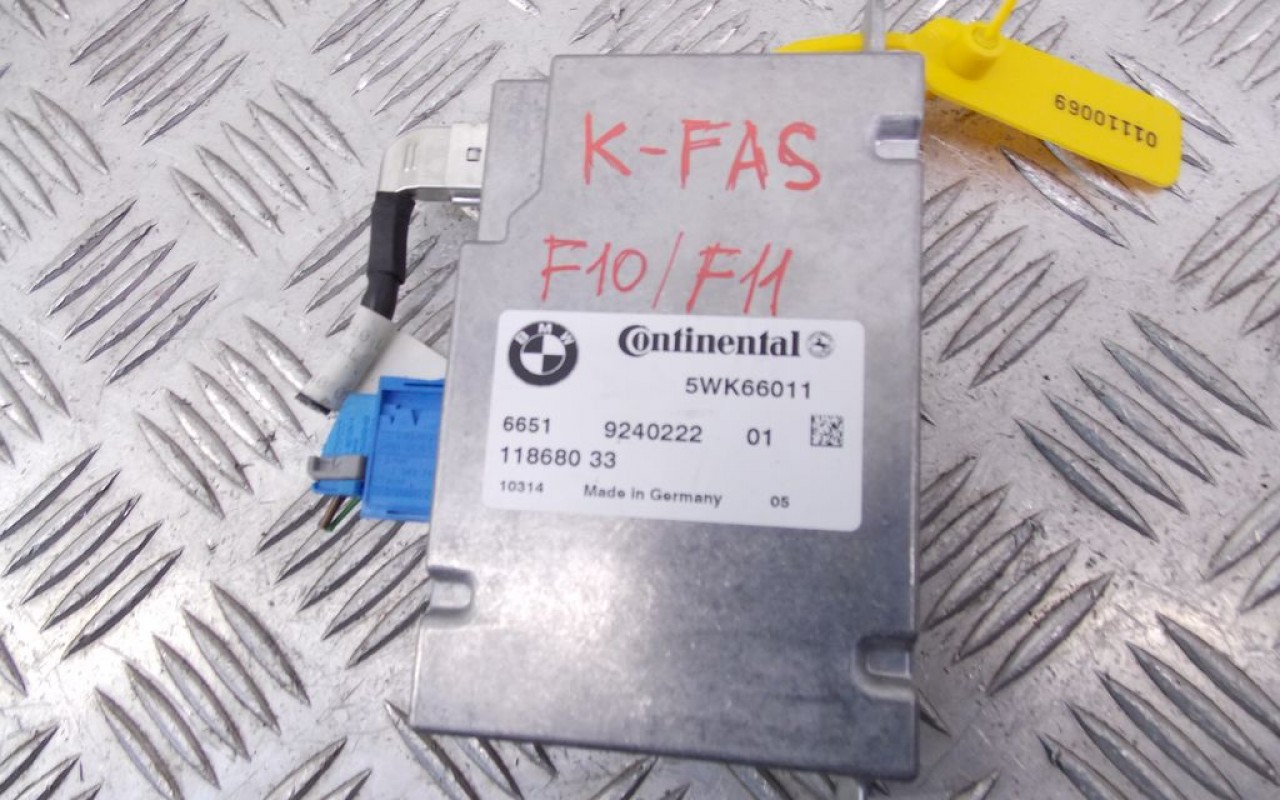 01110069
K-FAS
F10/F11
BMW
Continental
5WK66011
6651 9240222 01
118680 33
10314 Made in Germany 05